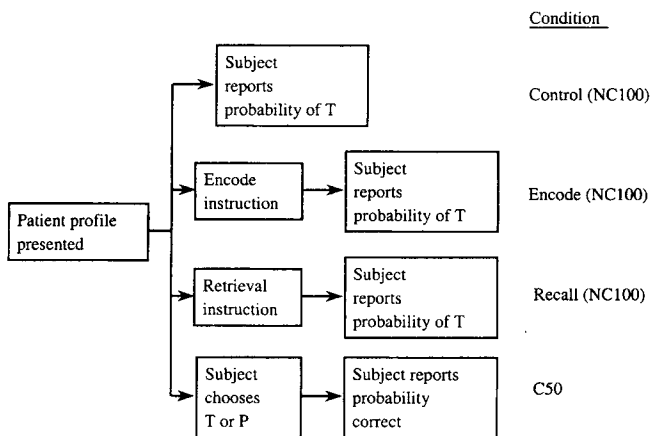 Condition
Subject
reports
probability of T
Control (NC100)
Encode
instruction
Subject
reports
probability of T
Encode (NC100)
Patient profile
presented
Retrieval
instruction
Subject
reports
probability of T
Recall (NC100)
Subject
chooses
T or P
Subject reports
probability
correct
C50